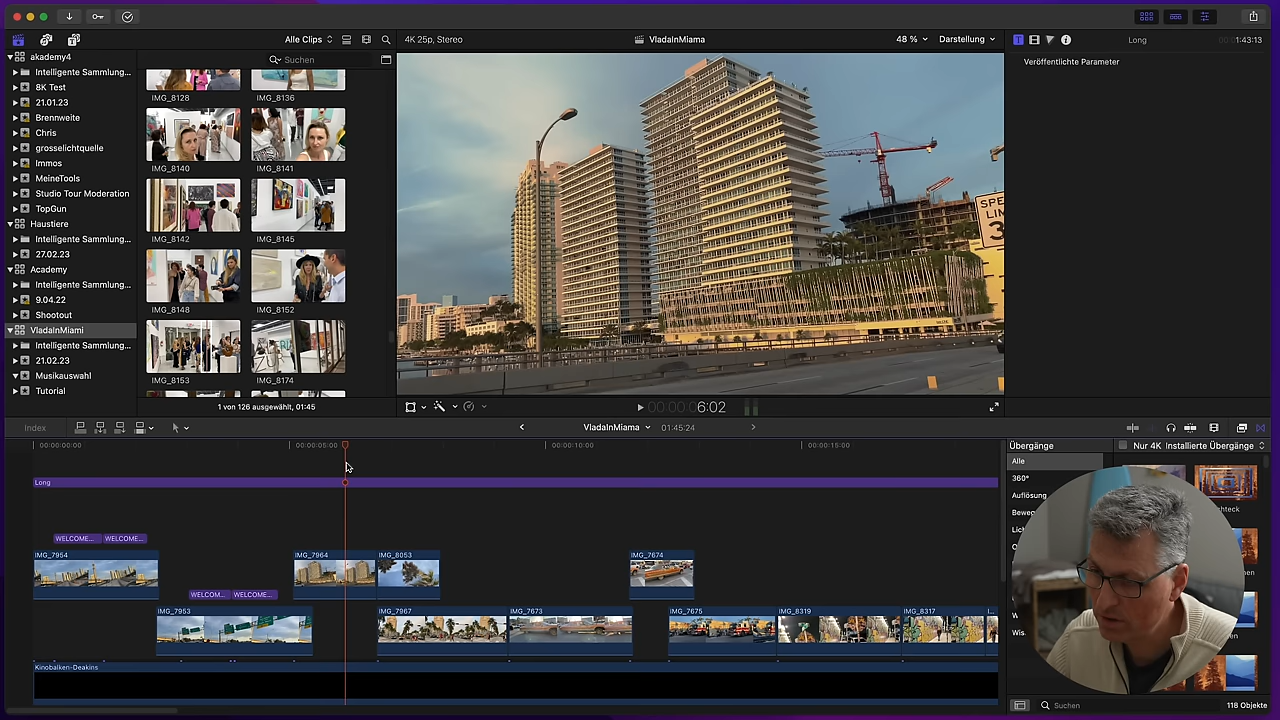 Alle Clips
Suchen
4K 25p, Stereo
VladaInMiama
48 %
Darstellung
Long
1:43:13
Veröffentlichte Parameter
akademy4
Intelligente Sammlung...
8K Test
21.01.23
Brennweite
Chris
grosselichtquelle
Immos
MeineTools
Studio Tour Moderation
TopGun
Haustiere
Intelligente Sammlung...
27.02.23
Academy
Intelligente Sammlung...
9.04.22
Shootout
VladaInMiami
Intelligente Sammlung...
21.02.23
Musikauswahl
Tutorial
IMG_8128
IMG_8136
IMG_8140
IMG_8141
IMG_8142
IMG_8145
IMG_8148
IMG_8152
IMG_8153
IMG_8174
1 von 126 ausgewählt, 01:45
00:00:00:06:02
Index
VladaInMiama
01:45:24
00:00:00:00
00:00:05:00
00:00:10:00
00:00:15:00
Long
WELCOME...
WELCOME...
IMG_7954
IMG_7964
IMG_8053
IMG_7674
WELCOM...
WELCOME...
IMG_7953
IMG_7967
IMG_7673
IMG_7675
IMG_8319
IMG_8317
I...
Kinobalken-Deakins
Übergänge
Nur 4K
Installierte Übergänge
Alle
360°
Auflösung
Suchen
118 Objekte